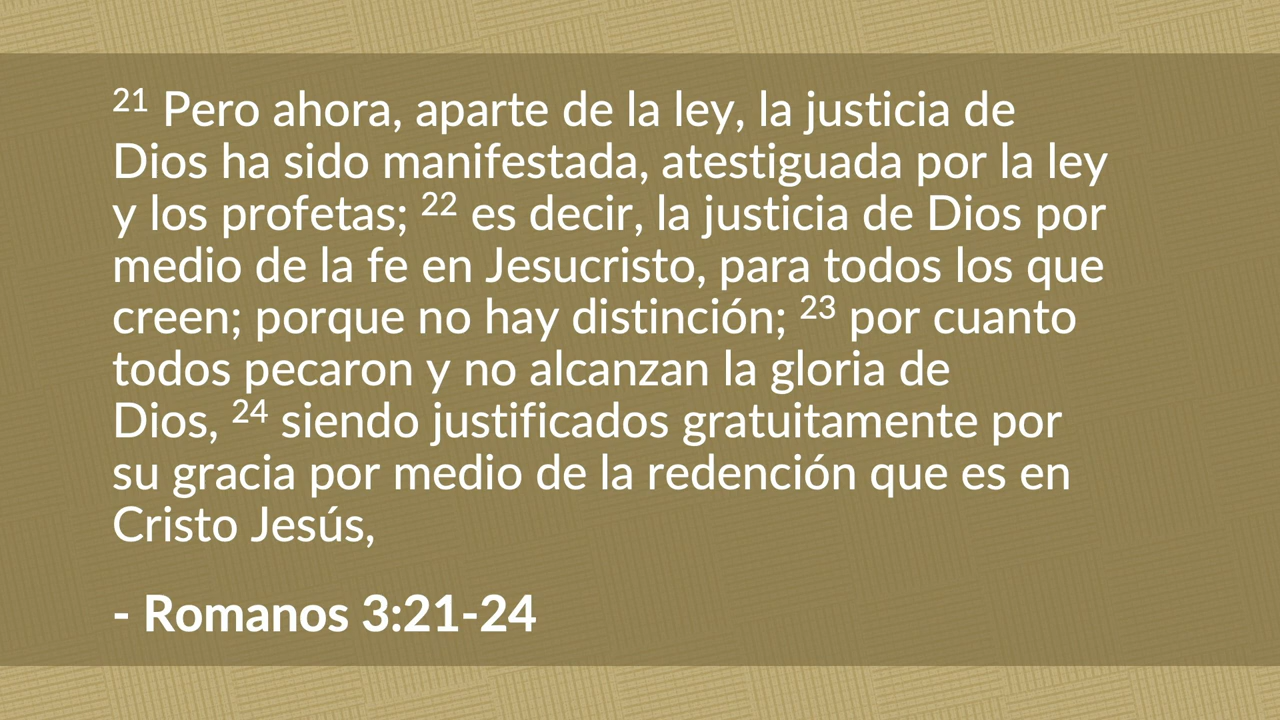 21 Pero ahora, aparte de la ley, la justicia de
Dios ha sido manifestada, atestiguada por la ley
y los profetas; 22 es decir, la justicia de Dios por
medio de la fe en Jesucristo, para todos los que
creen; porque no hay distinción; 23 por cuanto
todos pecaron y no alcanzan la gloria de
Dios, 24 siendo justificados gratuitamente por
su gracia por medio de la redención que es en
Cristo Jesús,
- Romanos 3:21-24